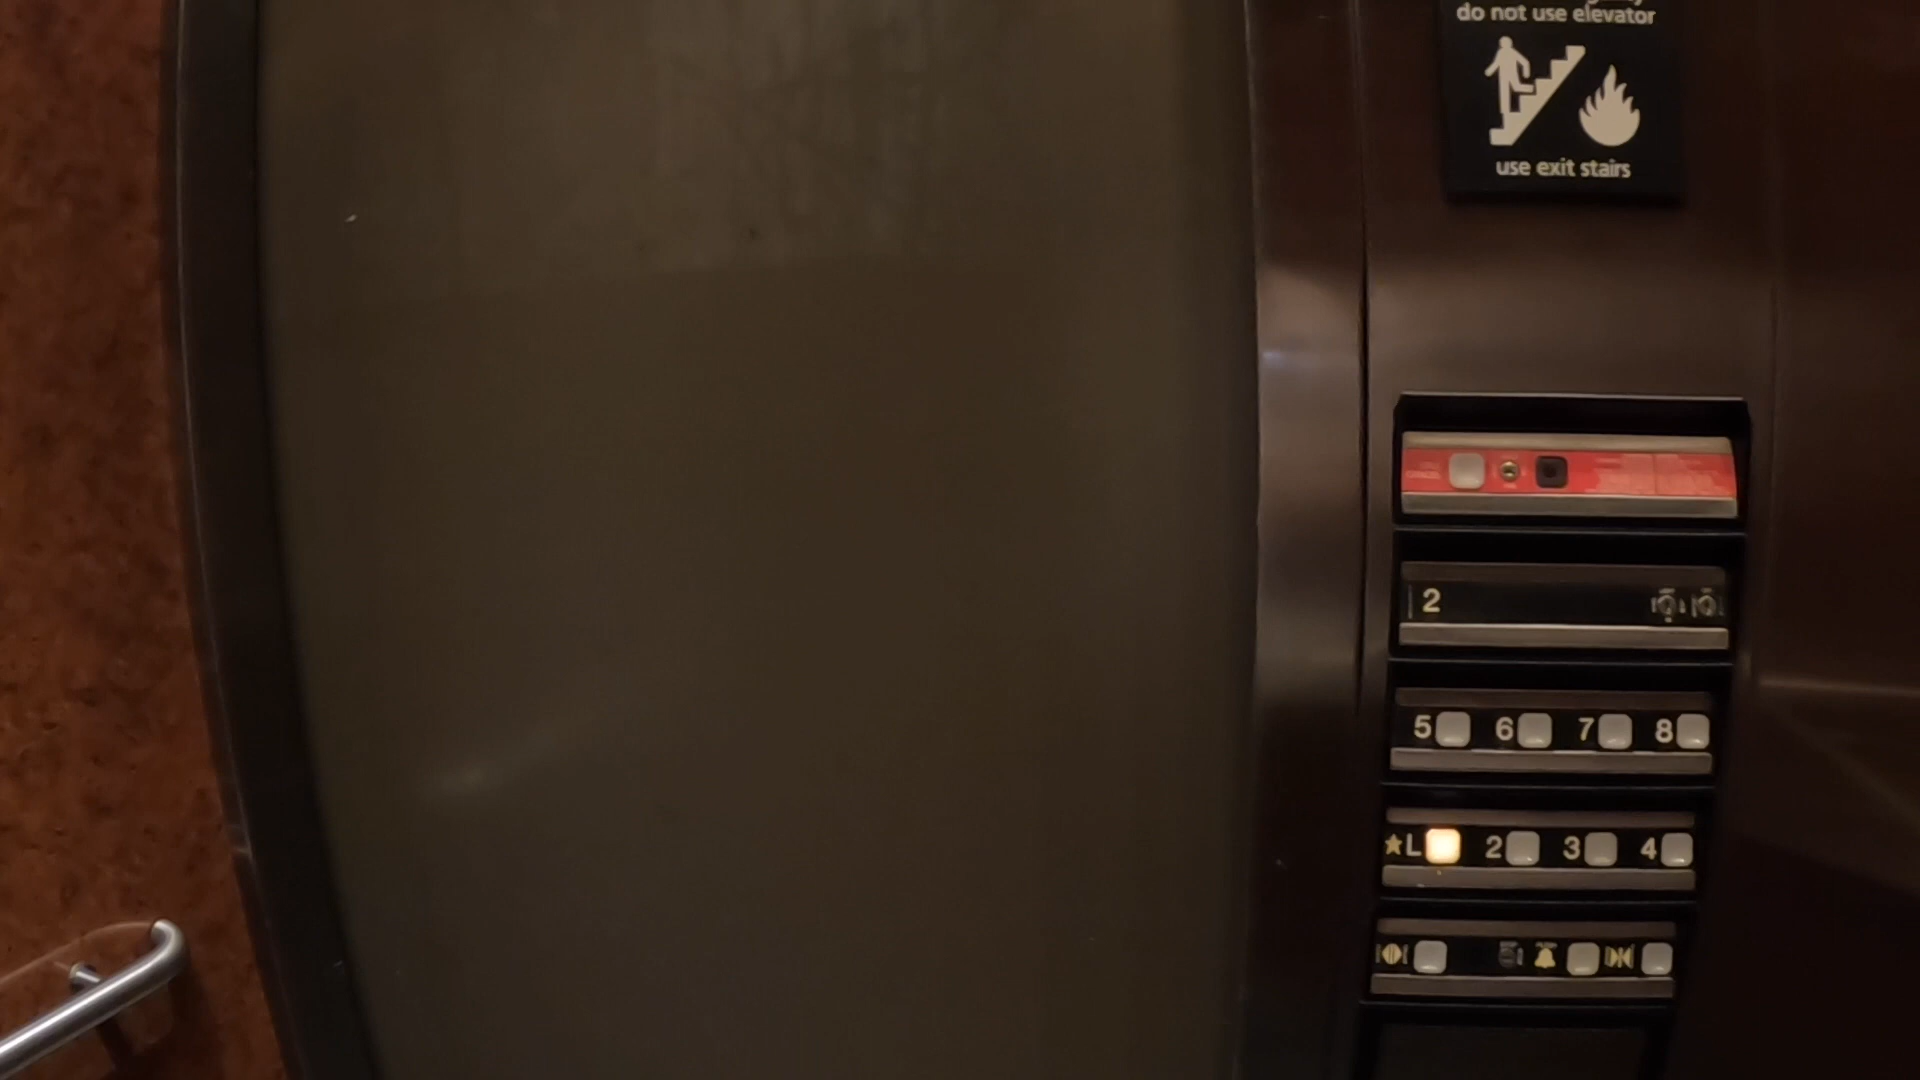 do not use elevator
use exit stairs
2
5 6 7 8
★L 2 3 4